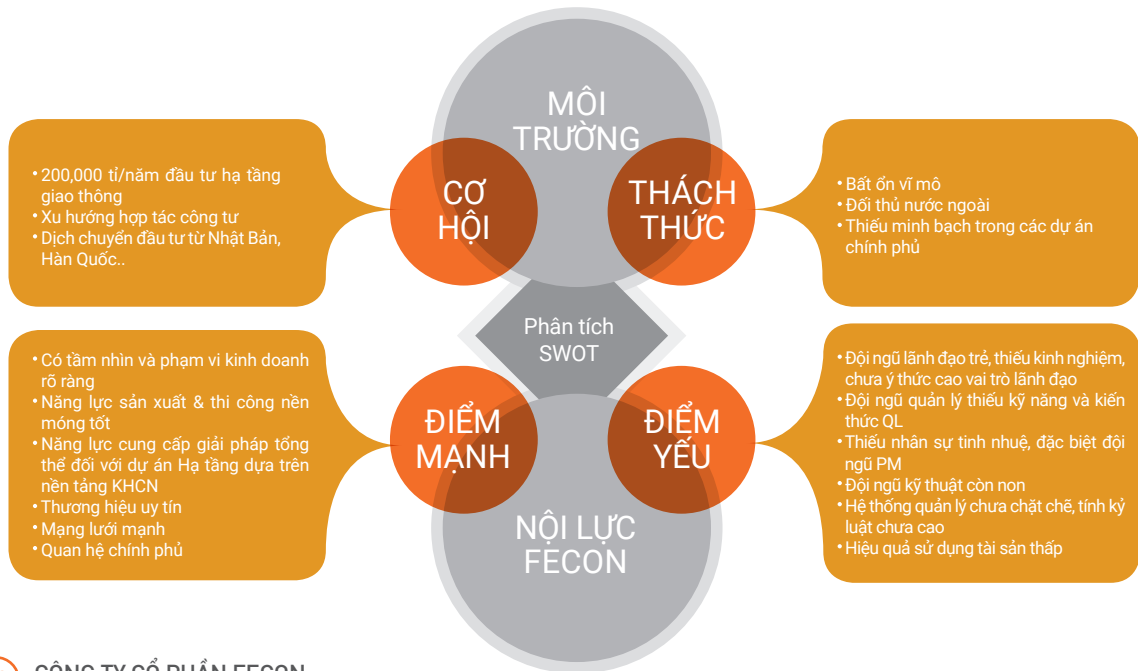 MÔI
TRƯỜNG
CƠ
HỘI
THÁCH
THỨC
• 200,000 tỉ/năm đầu tư hạ tầng
giao thông
• Xu hướng hợp tác công tư
• Dịch chuyển đầu tư từ Nhật Bản,
Hàn Quốc..
• Bất ổn vĩ mô
• Đối thủ nước ngoài
• Thiếu minh bạch trong các dự án
chính phủ
Phân tích
SWOT
• Có tầm nhìn và phạm vi kinh doanh
rõ ràng
• Năng lực sản xuất & thi công nền
móng tốt
• Năng lực cung cấp giải pháp tổng
thể đối với dự án Hạ tầng dựa trên
nền tảng KHCN
• Thương hiệu uy tín
• Mạng lưới mạnh
• Quan hệ chính phủ
ĐIỂM
MẠNH
ĐIỂM
YẾU
• Đội ngũ lãnh đạo trẻ, thiếu kinh nghiệm,
chưa ý thức cao vai trò lãnh đạo
• Đội ngũ quản lý thiếu kỹ năng và kiến
thức QL
• Thiếu nhân sự tinh nhuệ, đặc biệt đội
ngũ PM
• Đội ngũ kỹ thuật còn non
• Hệ thống quản lý chưa chặt chẽ, tính kỷ
luật chưa cao
• Hiệu quả sử dụng tài sản thấp
NỘI LỰC
FECON
CÔNG TY CỔ PHẦN FECON